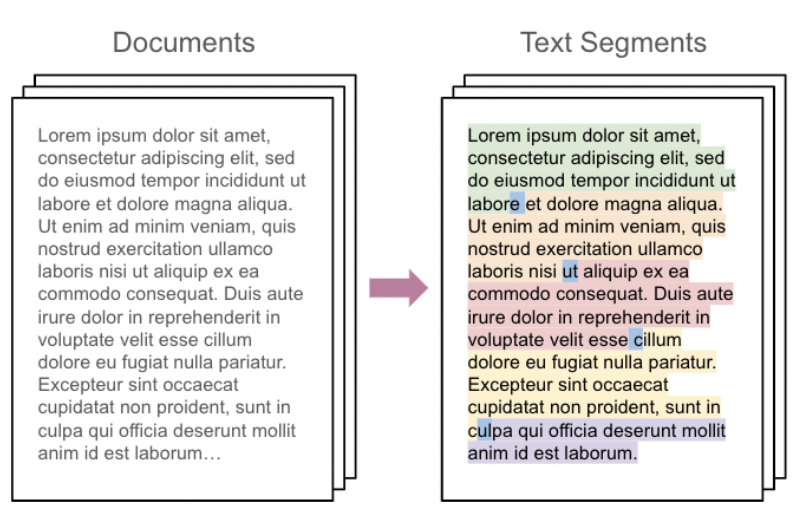 Documents
Lorem ipsum dolor sit amet,
consectetur adipiscing elit, sed
do eiusmod tempor incididunt ut
labore et dolore magna aliqua.
Ut enim ad minim veniam, quis
nostrud exercitation ullamco
laboris nisi ut aliquip ex ea
commodo consequat. Duis aute
irure dolor in reprehenderit in
voluptate velit esse cillum
dolore eu fugiat nulla pariatur.
Excepteur sint occaecat
cupidatat non proident, sunt in
culpa qui officia deserunt mollit
anim id est laborum…
Text Segments
Lorem ipsum dolor sit amet,
consectetur adipiscing elit, sed
do eiusmod tempor incididunt ut
labore et dolore magna aliqua.
Ut enim ad minim veniam, quis
nostrud exercitation ullamco
laboris nisi ut aliquip ex ea
commodo consequat. Duis aute
irure dolor in reprehenderit in
voluptate velit esse cillum
dolore eu fugiat nulla pariatur.
Excepteur sint occaecat
cupidatat non proident, sunt in
culpa qui officia deserunt mollit
anim id est laborum.